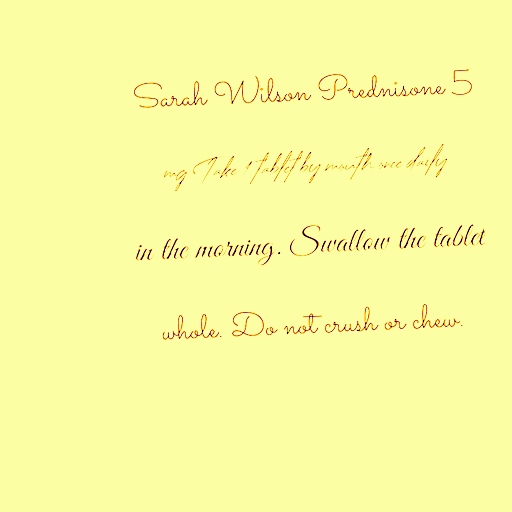 Sarah Wilson Prednisone 5
mg Take 1 tablet by mouth once daily
in the morning. Swallow the tablet
whole. Do not crush or chew.